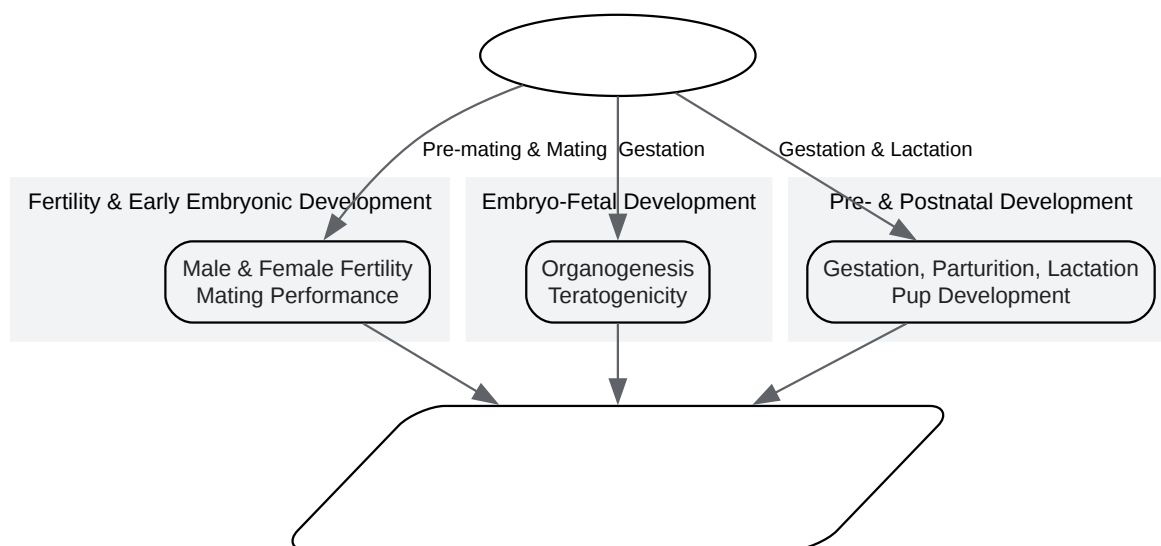 Pre-mating & Mating
Gestation
Gestation & Lactation
Fertility & Early Embryonic Development
Embryo-Fetal Development
Pre- & Postnatal Development
Male & Female Fertility
Mating Performance
Organogenesis
Teratogenicity
Gestation, Parturition, Lactation
Pup Development